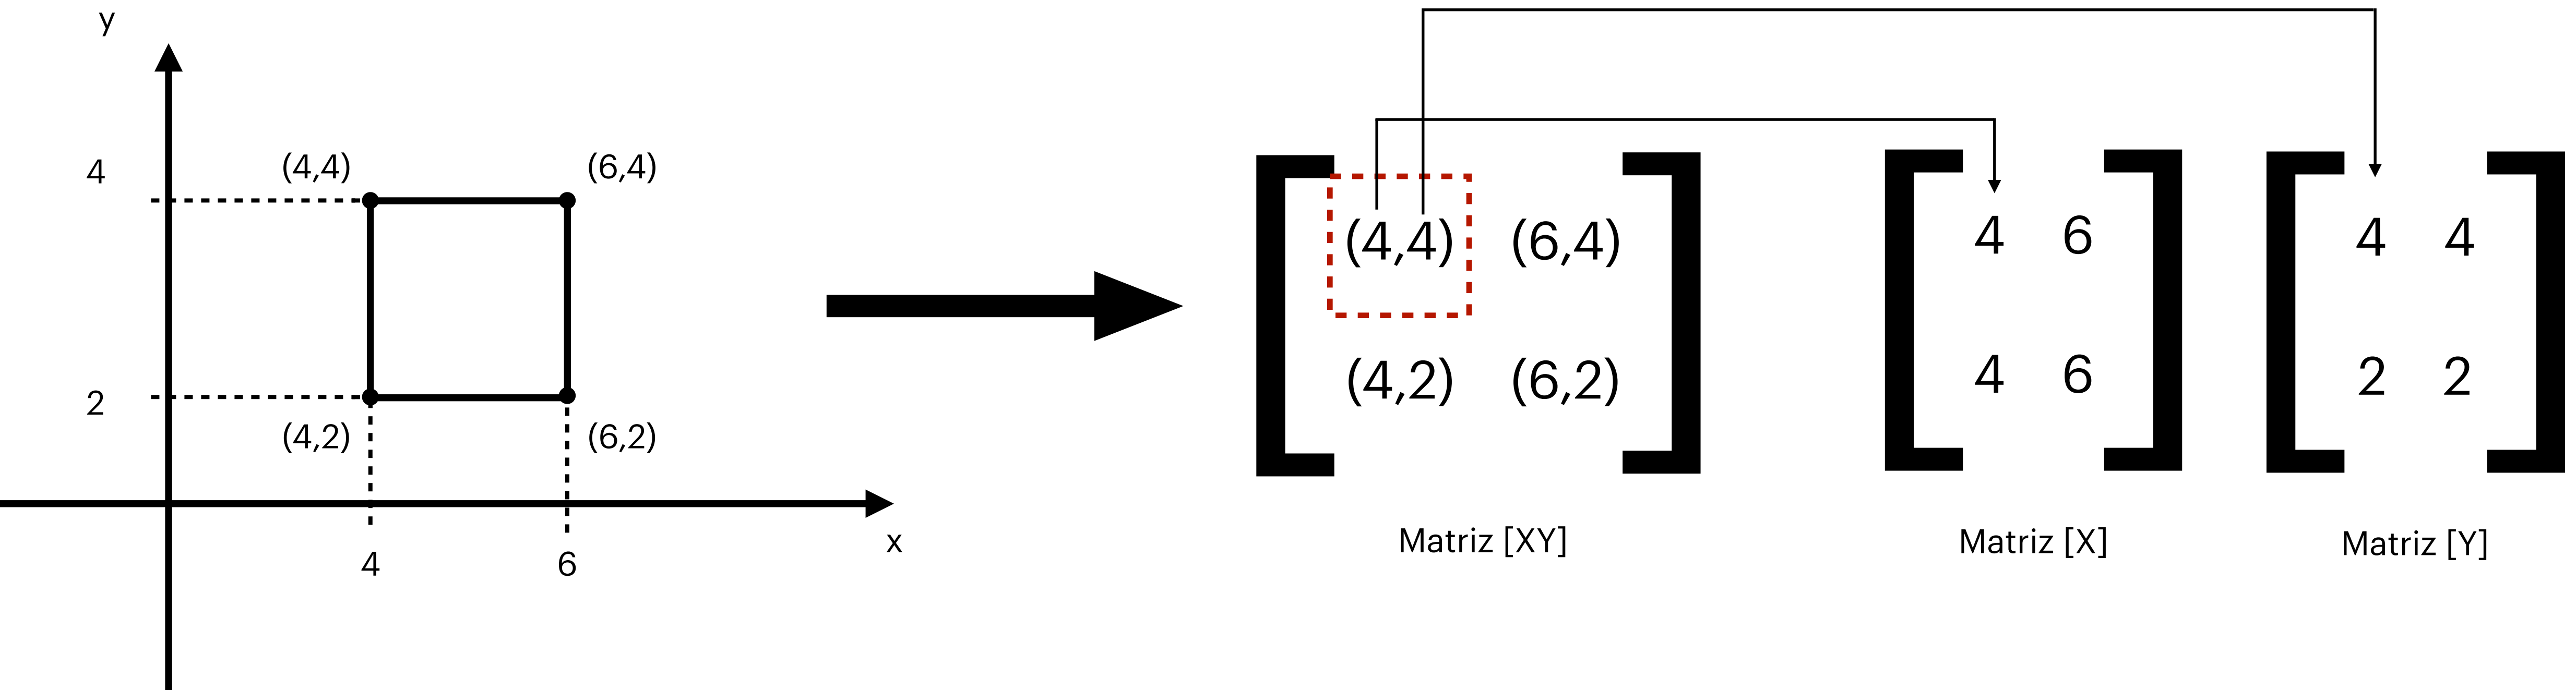 y
4
(4,4)
(6,4)
2
(4,2)
(6,2)
x
4
6
(4,4) (6,4)
(4,2) (6,2)
Matriz [XY]
4 6
4 6
Matriz [X]
4 4
2 2
Matriz [Y]